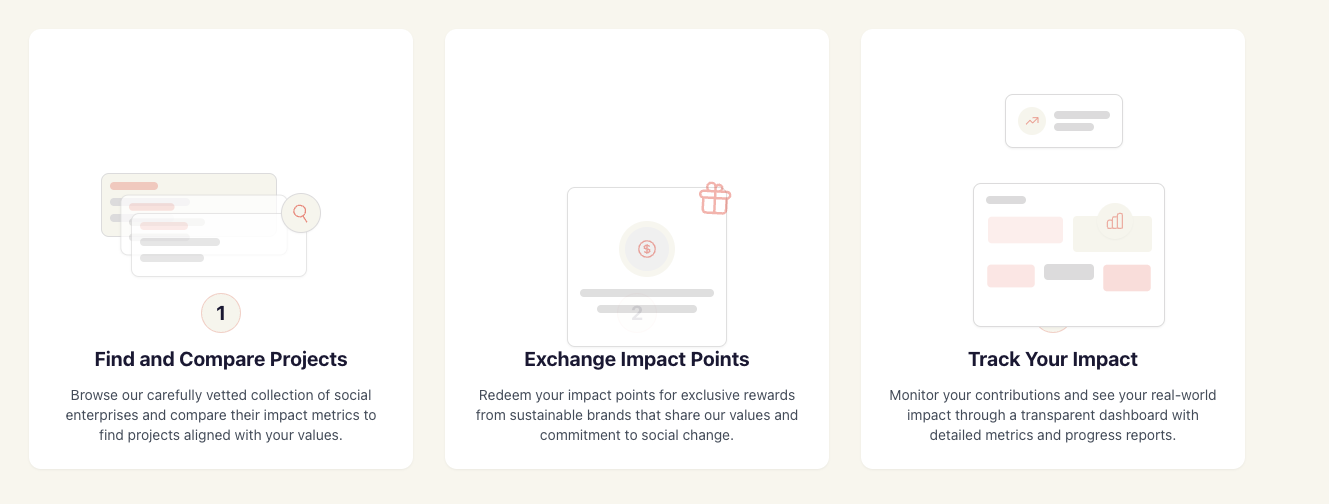 1
Find and Compare Projects
Browse our carefully vetted collection of social
enterprises and compare their impact metrics to
find projects aligned with your values.
$
2
Exchange Impact Points
Redeem your impact points for exclusive rewards
from sustainable brands that share our values and
commitment to social change.
Track Your Impact
Monitor your contributions and see your real-world
impact through a transparent dashboard with
detailed metrics and progress reports.